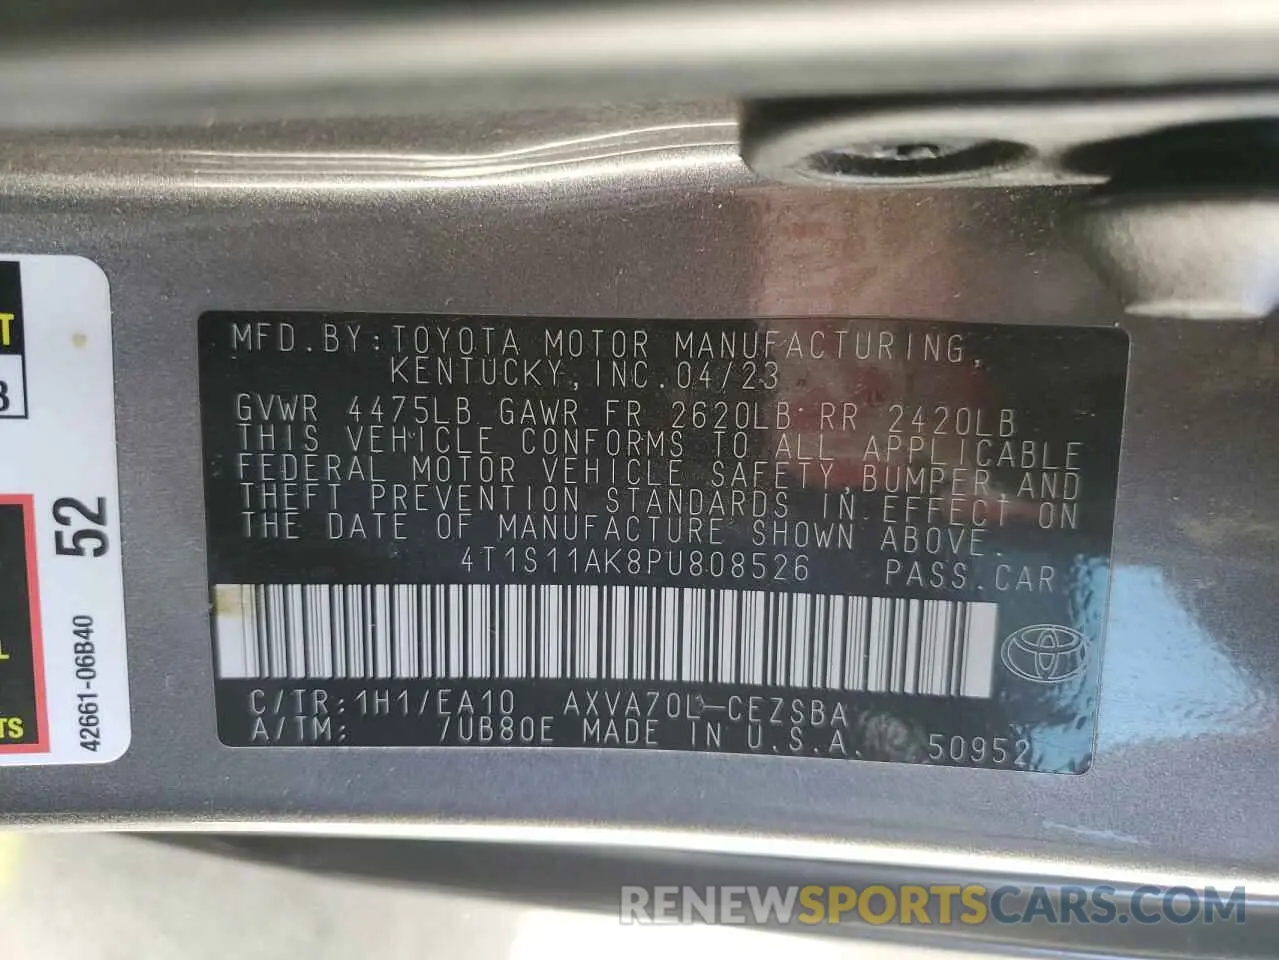 MFD.BY:TOYOTA MOTOR MANUFACTURING,
KENTUCKY,INC.04/23
GVWR 4475LB GAWR FR 2620LB RR 2420LB
THIS VEHICLE CONFORMS TO ALL APPLICABLE
FEDERAL MOTOR VEHICLE SAFETY,BUMPER,AND
THEFT PREVENTION STANDARDS IN EFFECT ON
THE DATE OF MANUFACTURE SHOWN ABOVE.
4T1S11AK8PU808526 PASS.CAR
C/TR:1H1/EA10 AXVA70L-CEZSBA
A/TM: 7UB80E MADE IN U.S.A. 50952
52
42661-06B40
RENEWSPORTSCARS.COM